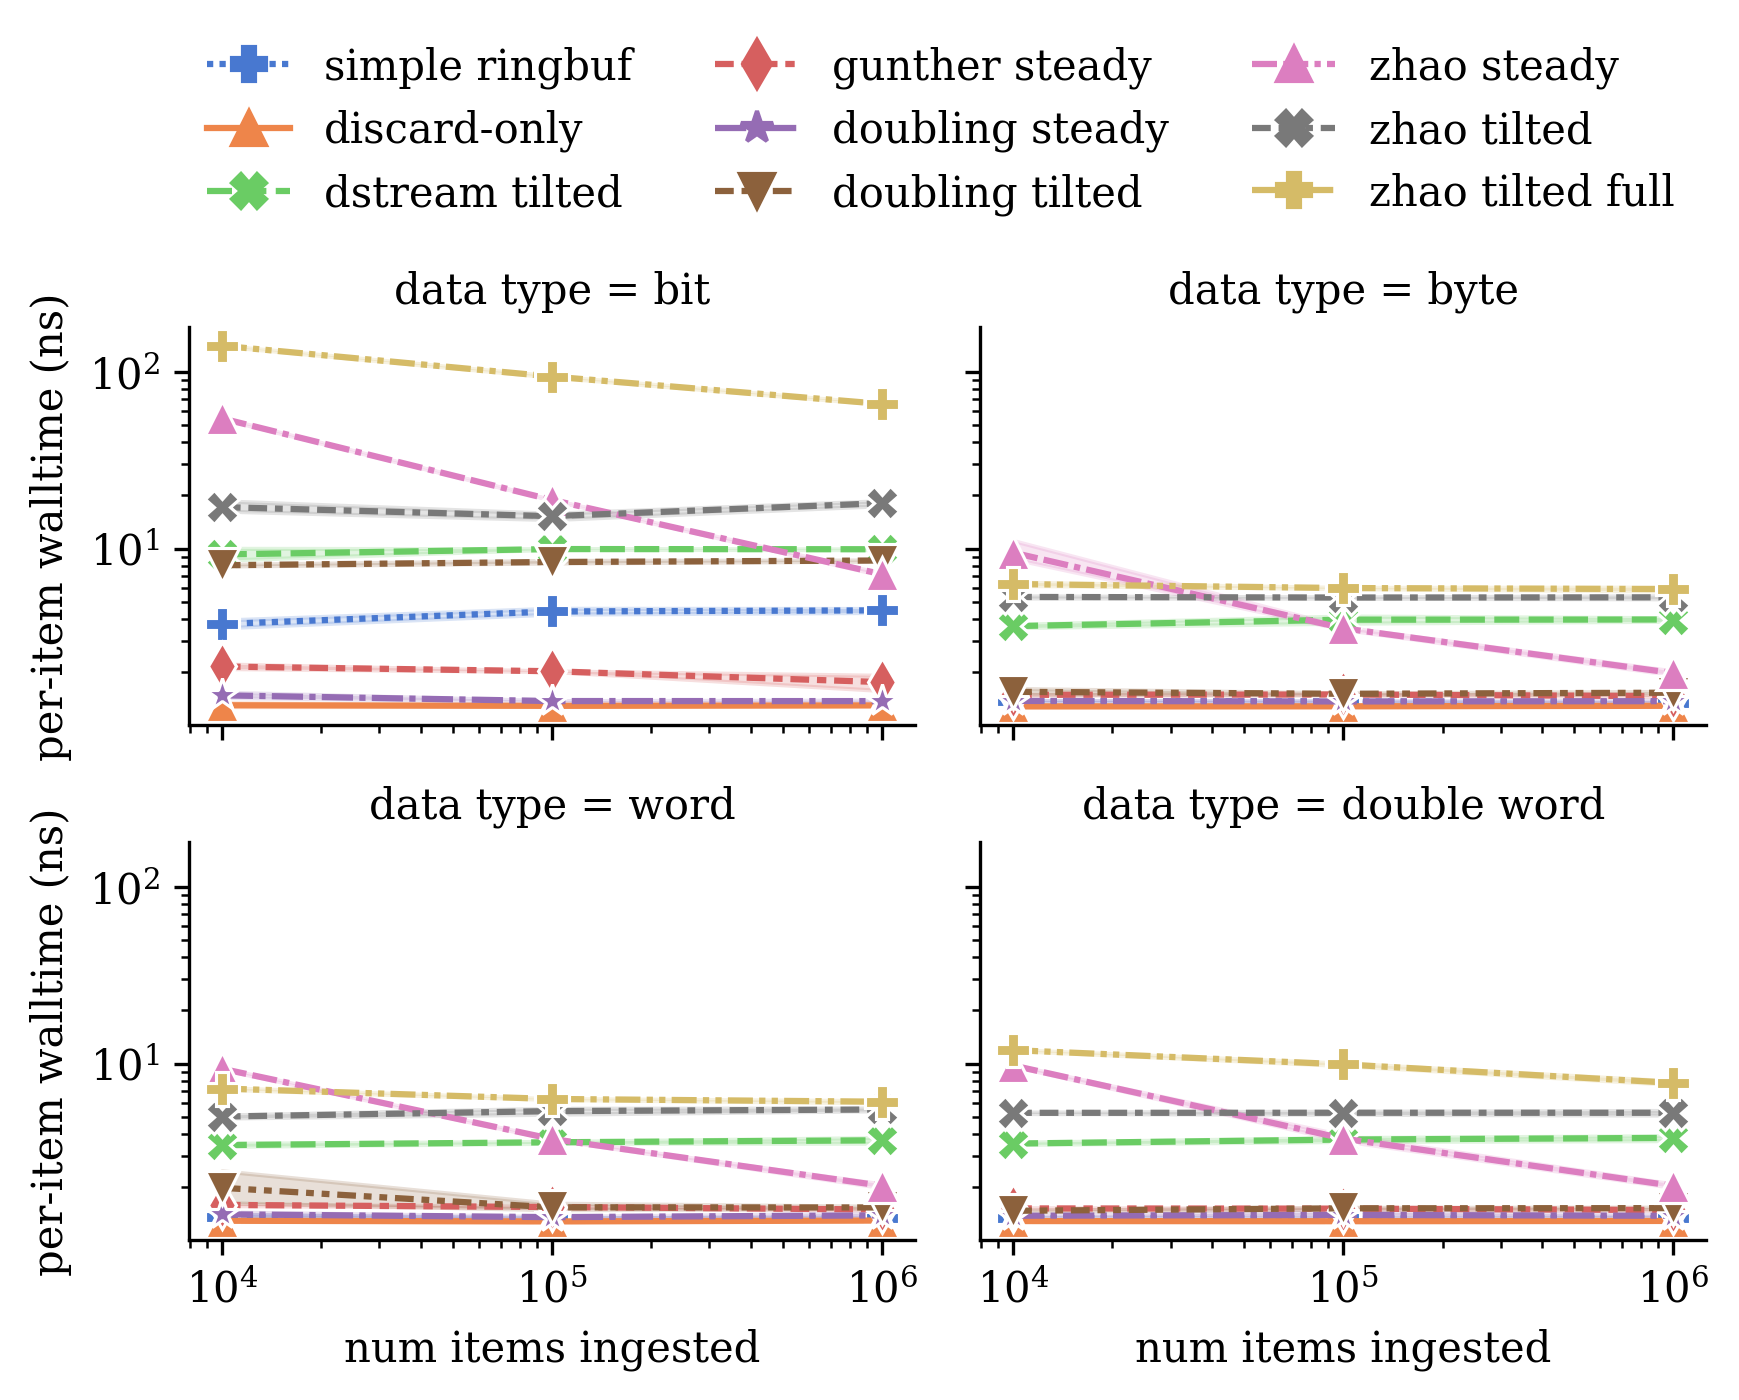 simple ringbuf
discard-only
dstream tilted
gunther steady
doubling steady
doubling tilted
zhao steady
zhao tilted
zhao tilted full
data type = bit
data type = byte
per-item walltime (ns)
10²
10¹
data type = word
data type = double word
per-item walltime (ns)
10²
10¹
10⁴ 10⁵ 10⁶
10⁴ 10⁵ 10⁶
num items ingested
num items ingested